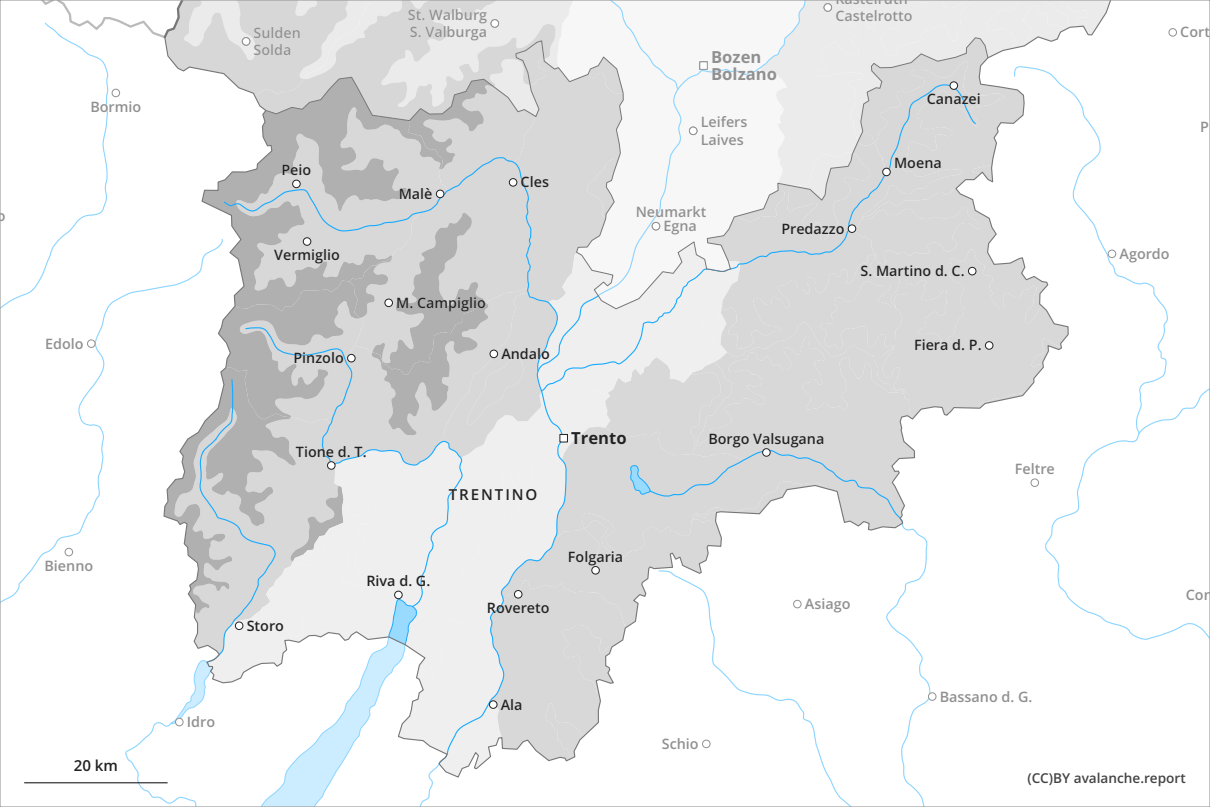 Kastelruth
Castelrotto
St. Walburg
S. Valburga
Sulden
Solda
Cort
Bozen
Bolzano
Bormio
Canazei
Leifers
Laives
P
Moena
Peio
Malè
Cles
Neumarkt
Egna
Predazzo
Vermiglio
Agordo
S. Martino d. C.
M. Campiglio
Edolo
Pinzolo
Andalo
Fiera d. P.
Trento
Borgo Valsugana
Tione d. T.
Feltre
TRENTINO
Bienno
Folgaria
Riva d. G.
Cor
Rovereto
Asiago
Storo
Bassano d. G.
Ala
Idro
Schio
20 km
(CC)BY avalanche.report